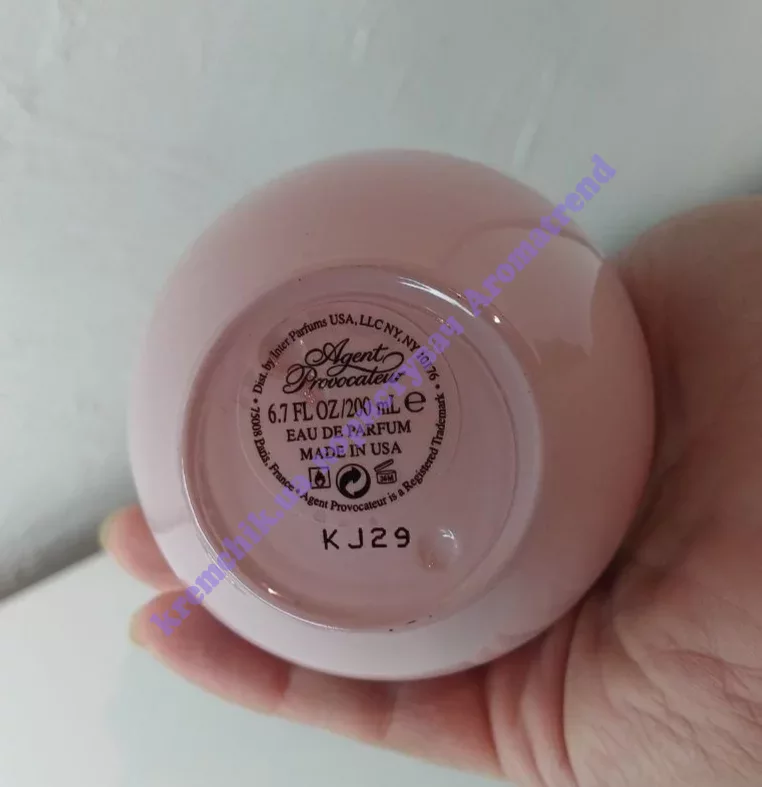 • Dist. by Inter Parfums USA, LLC NY, NY 10176 •
Agent
Provocateur
6.7 FL OZ/200 mL e
EAU DE PARFUM
MADE IN USA
75008 Paris, France • Agent Provocateur is a Registered Trademark
KJ29
Aromatrend